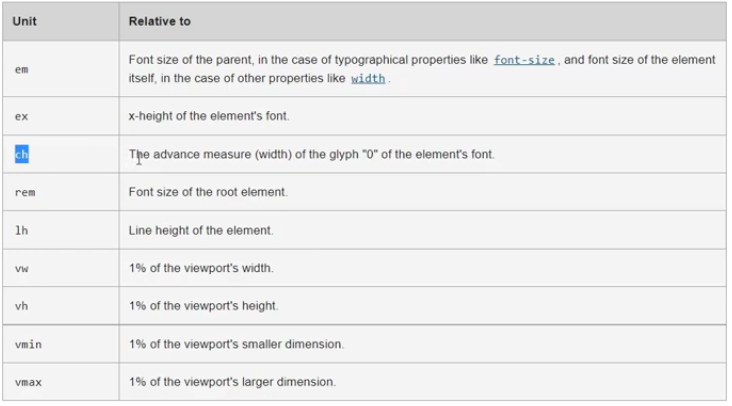 Unit Relative to
em Font size of the parent, in the case of typographical properties like font-size, and font size of the element
itself, in the case of other properties like width.
ex x-height of the element's font.
ch The advance measure (width) of the glyph "0" of the element's font.
rem Font size of the root element.
lh Line height of the element.
vw 1% of the viewport's width.
vh 1% of the viewport's height.
vmin 1% of the viewport's smaller dimension.
vmax 1% of the viewport's larger dimension.